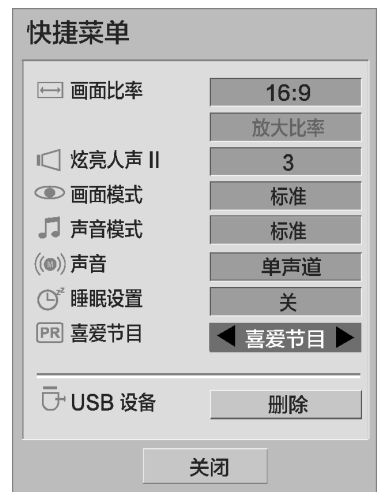 快捷菜单
画面比率 16:9
放大比率
炫亮人声 II 3
画面模式 标准
声音模式 标准
声音 单声道
睡眠设置 关
PR 喜爱节目 ◀ 喜爱节目 ▶
USB 设备 删除
关闭